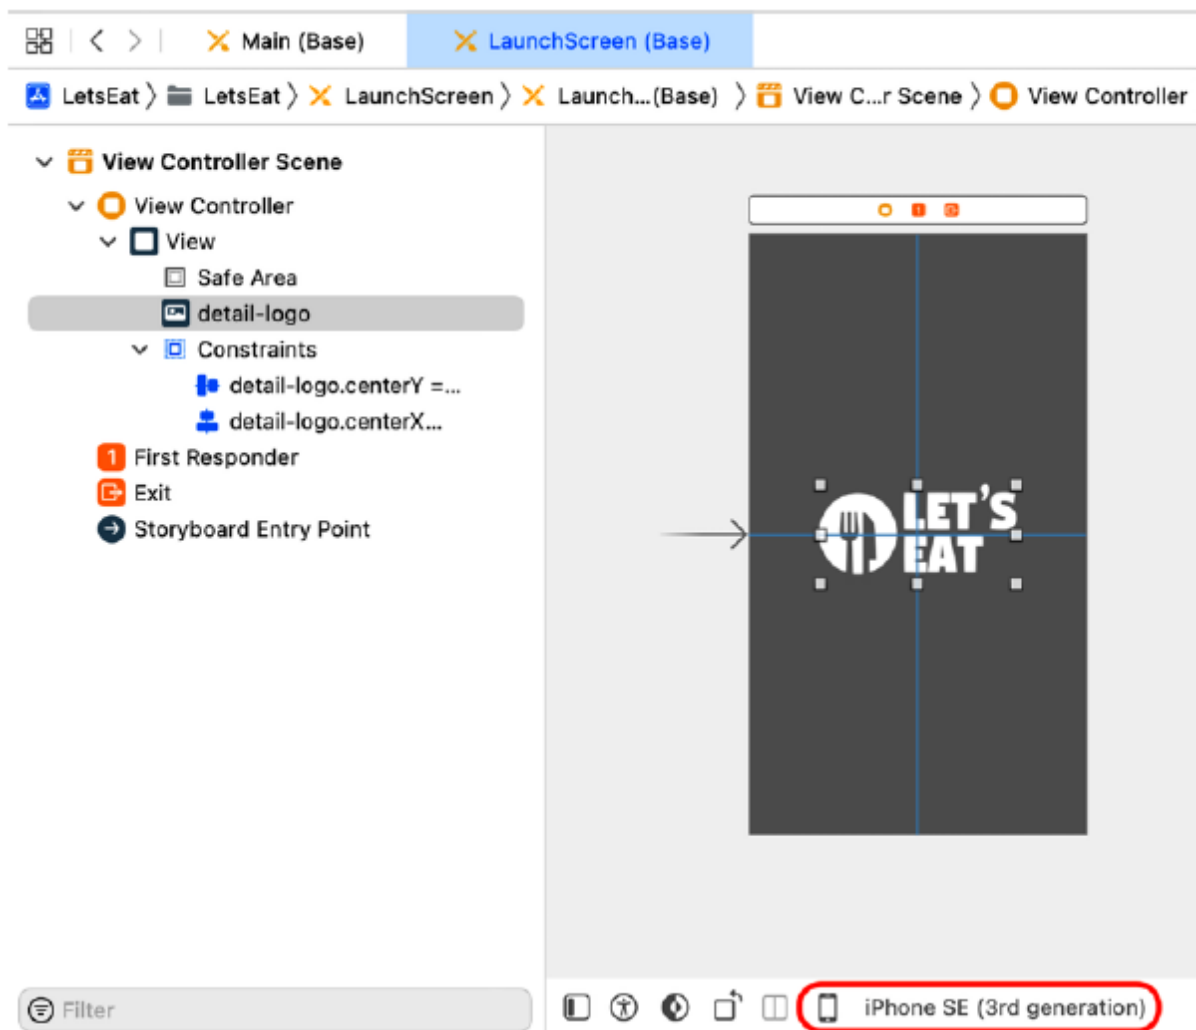 Main (Base)
LaunchScreen (Base)
LetsEat 〉 LetsEat 〉 LaunchScreen 〉 Launch...(Base) 〉 View C...r Scene 〉 View Controller
View Controller Scene
View Controller
View
Safe Area
detail-logo
Constraints
detail-logo.centerY =...
detail-logo.centerX...
1 First Responder
Exit
Storyboard Entry Point
1
LET'S
EAT
Filter
iPhone SE (3rd generation)